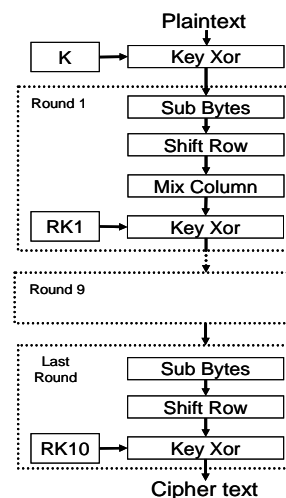 Plaintext
K
Key Xor
Round 1
Sub Bytes
Shift Row
Mix Column
RK1
Key Xor
Round 9
Last
Round
Sub Bytes
Shift Row
RK10
Key Xor
Cipher text